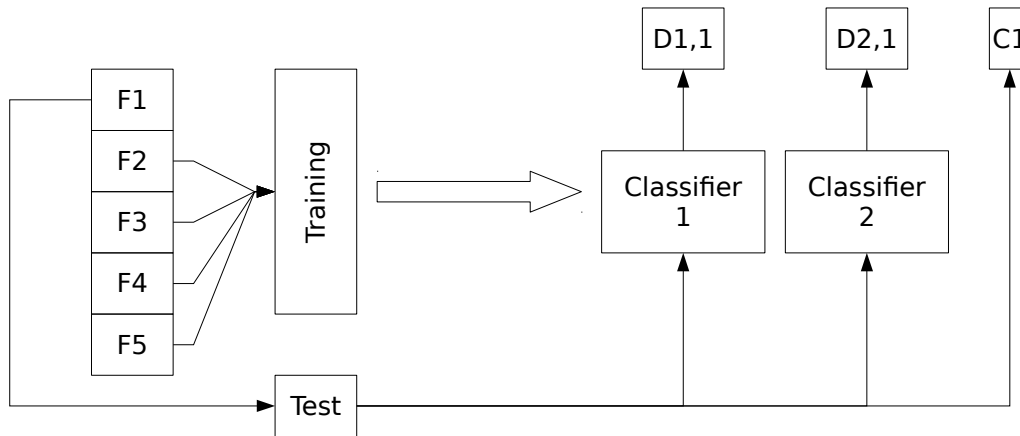 D1,1
D2,1
C1
F1
F2
F3
F4
F5
Training
Classifier
1
Classifier
2
Test